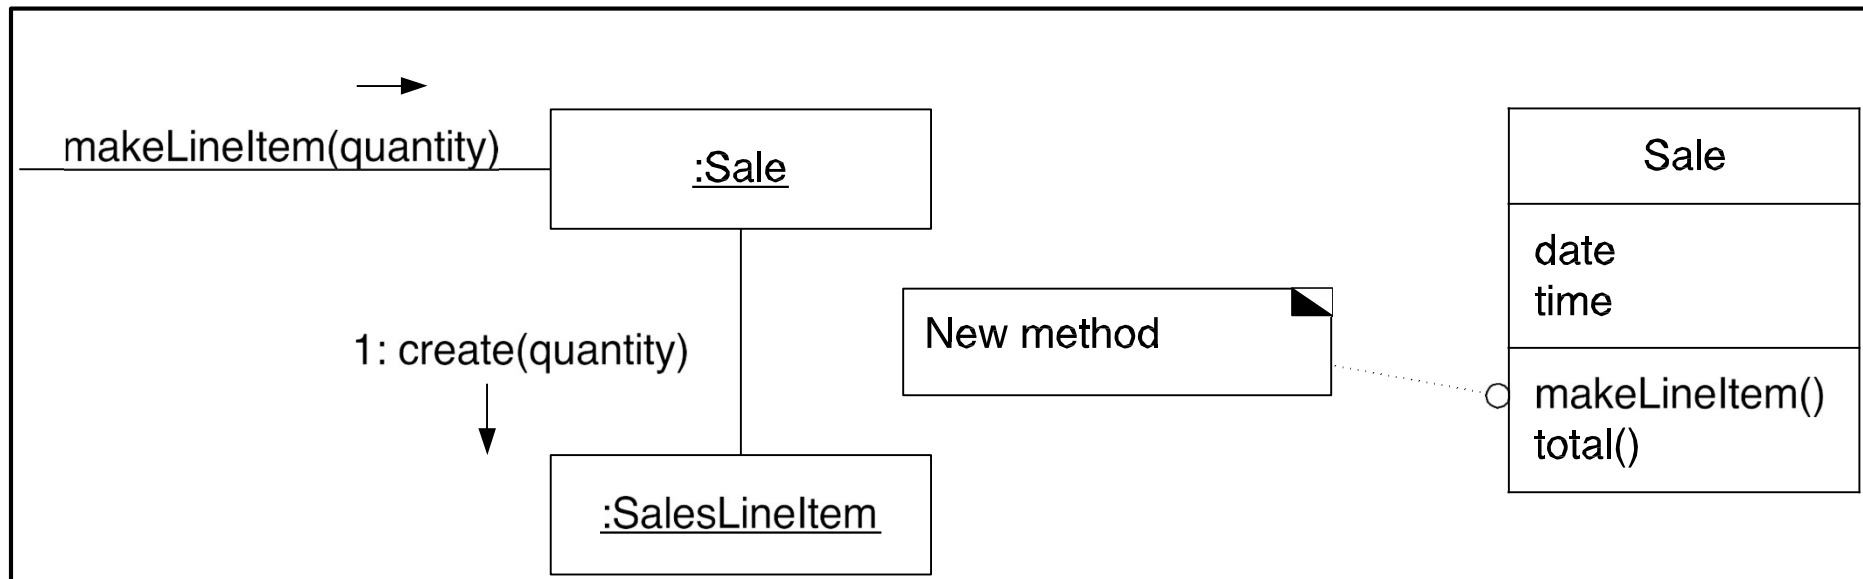 makeLineItem(quantity)
:Sale
1: create(quantity)
:SalesLineItem
New method
Sale
date
time
makeLineItem()
total()